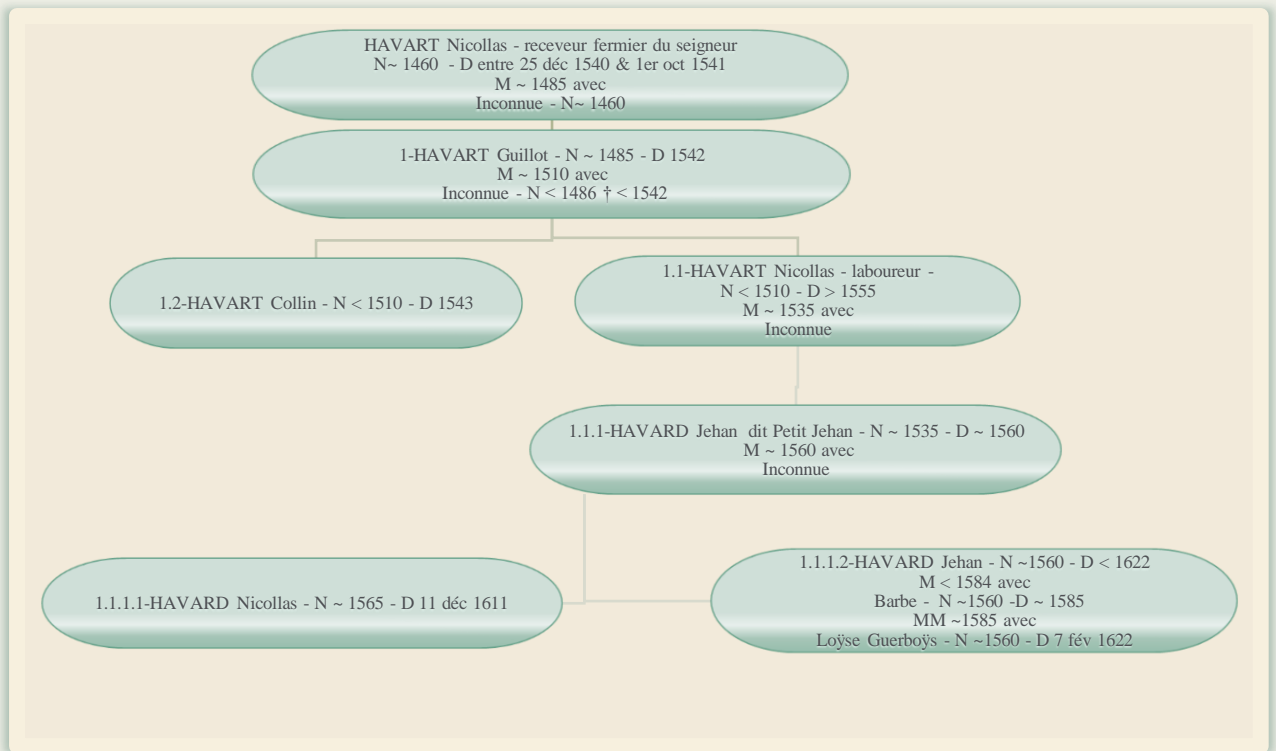 HAVART Nicollas - receveur fermier du seigneur
N~ 1460 - D entre 25 déc 1540 & 1er oct 1541
M ~ 1485 avec
Inconnue - N~ 1460
1-HAVART Guillot - N ~ 1485 - D 1542
M ~ 1510 avec
Inconnue - N < 1486 † < 1542
1.2-HAVART Collin - N < 1510 - D 1543
1.1-HAVART Nicollas - laboureur -
N < 1510 - D > 1555
M ~ 1535 avec
Inconnue
1.1.1-HAVARD Jehan dit Petit Jehan - N ~ 1535 - D ~ 1560
M ~ 1560 avec
Inconnue
1.1.1.1-HAVARD Nicollas - N ~ 1565 - D 11 déc 1611
1.1.1.2-HAVARD Jehan - N ~1560 - D < 1622
M < 1584 avec
Barbe - N ~1560 -D ~ 1585
MM ~1585 avec
Loÿse Guerboÿs - N ~1560 - D 7 fév 1622